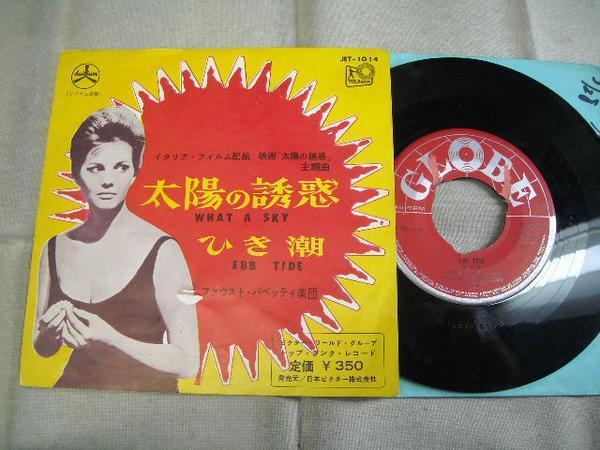 JET-1014
durium
イタリア・フィルム配給 映画「太陽の誘惑」
主題曲
太陽の誘惑
WHAT A SKY
ひき潮
EBB TIDE
ファウスト・パペッティ楽団
ビクター・ワールド・グループ
トップ・ランク・レコード
定価 ¥350
発売元/日本ビクター株式会社
GLOBE
45 RPM
EBB TIDE